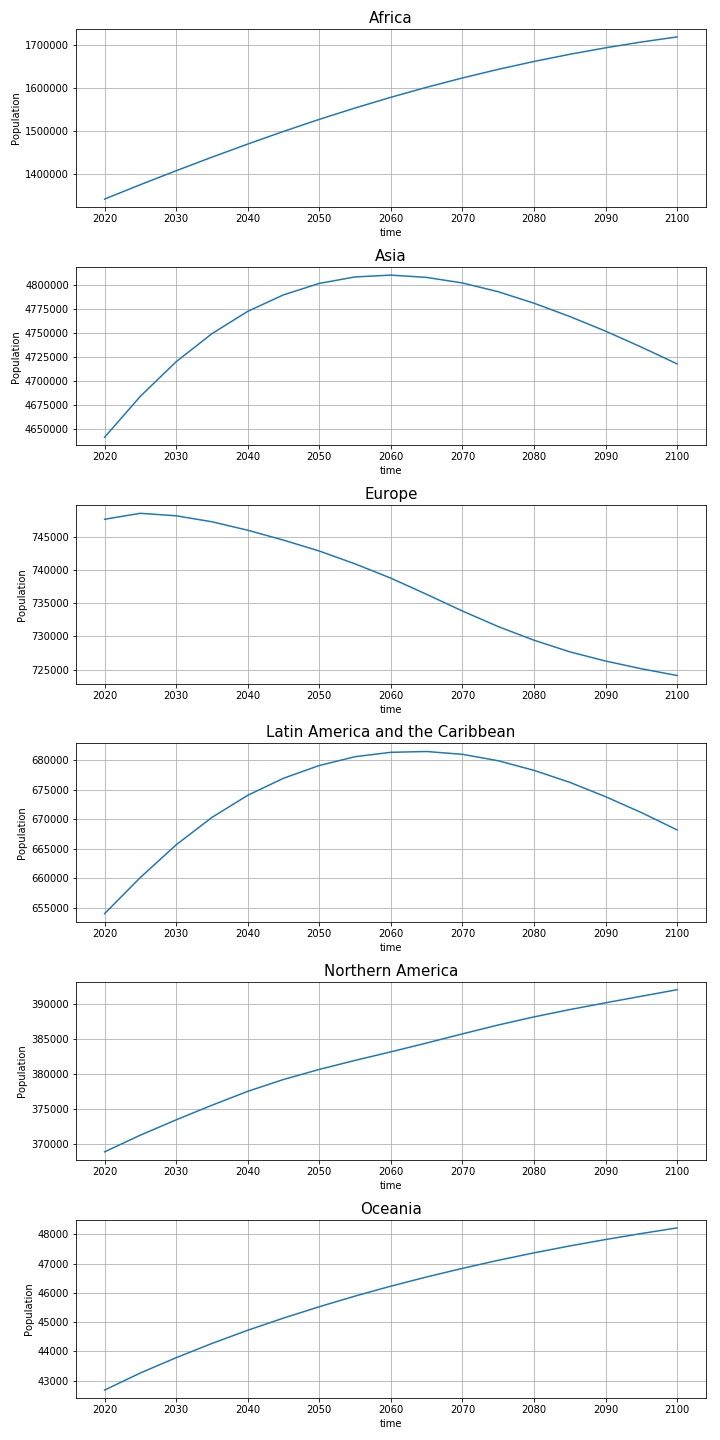 Africa
1700000
1600000
1500000
1400000
Population
2020 2030 2040 2050 2060 2070 2080 2090 2100
time
Asia
4800000
4775000
4750000
4725000
4700000
4675000
4650000
Population
2020 2030 2040 2050 2060 2070 2080 2090 2100
time
Europe
745000
740000
735000
730000
725000
Population
2020 2030 2040 2050 2060 2070 2080 2090 2100
time
Latin America and the Caribbean
680000
675000
670000
665000
660000
655000
Population
2020 2030 2040 2050 2060 2070 2080 2090 2100
time
Northern America
390000
385000
380000
375000
370000
Population
2020 2030 2040 2050 2060 2070 2080 2090 2100
time
Oceania
48000
47000
46000
45000
44000
43000
Population
2020 2030 2040 2050 2060 2070 2080 2090 2100
time